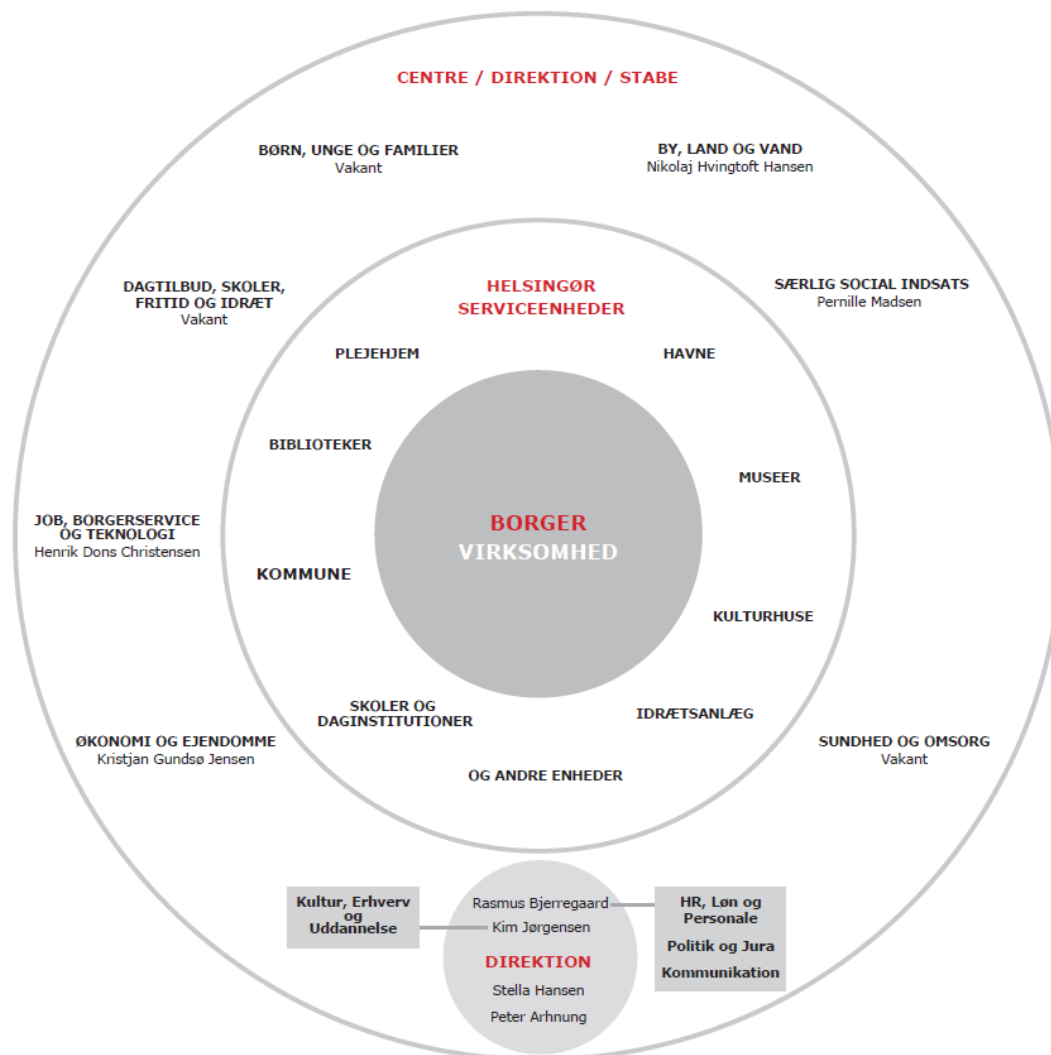 CENTRE / DIREKTION / STABE
BØRN, UNGE OG FAMILIER
Vakant
BY, LAND OG VAND
Nikolaj Hvingtoft Hansen
DAGTILBUD, SKOLER,
FRITID OG IDRÆT
Vakant
SÆRLIG SOCIAL INDSATS
Pernille Madsen
HELSINGØR
SERVICEENHEDER
PLEJEHJEM
HAVNE
BIBLIOTEKER
MUSEER
BORGER
VIRKSOMHED
JOB, BORGERSERVICE
OG TEKNOLOGI
Henrik Dons Christensen
KOMMUNE
KULTURHUSE
SKOLER OG
DAGINSTITUTIONER
IDRÆTSANLÆG
OG ANDRE ENHEDER
ØKONOMI OG EJENDOMME
Kristjan Gundsø Jensen
SUNDHED OG OMSORG
Vakant
Kultur, Erhverv
og
Uddannelse
Rasmus Bjerregaard
Kim Jørgensen
DIREKTION
Stella Hansen
Peter Arhnung
HR, Løn og
Personale
Politik og Jura
Kommunikation